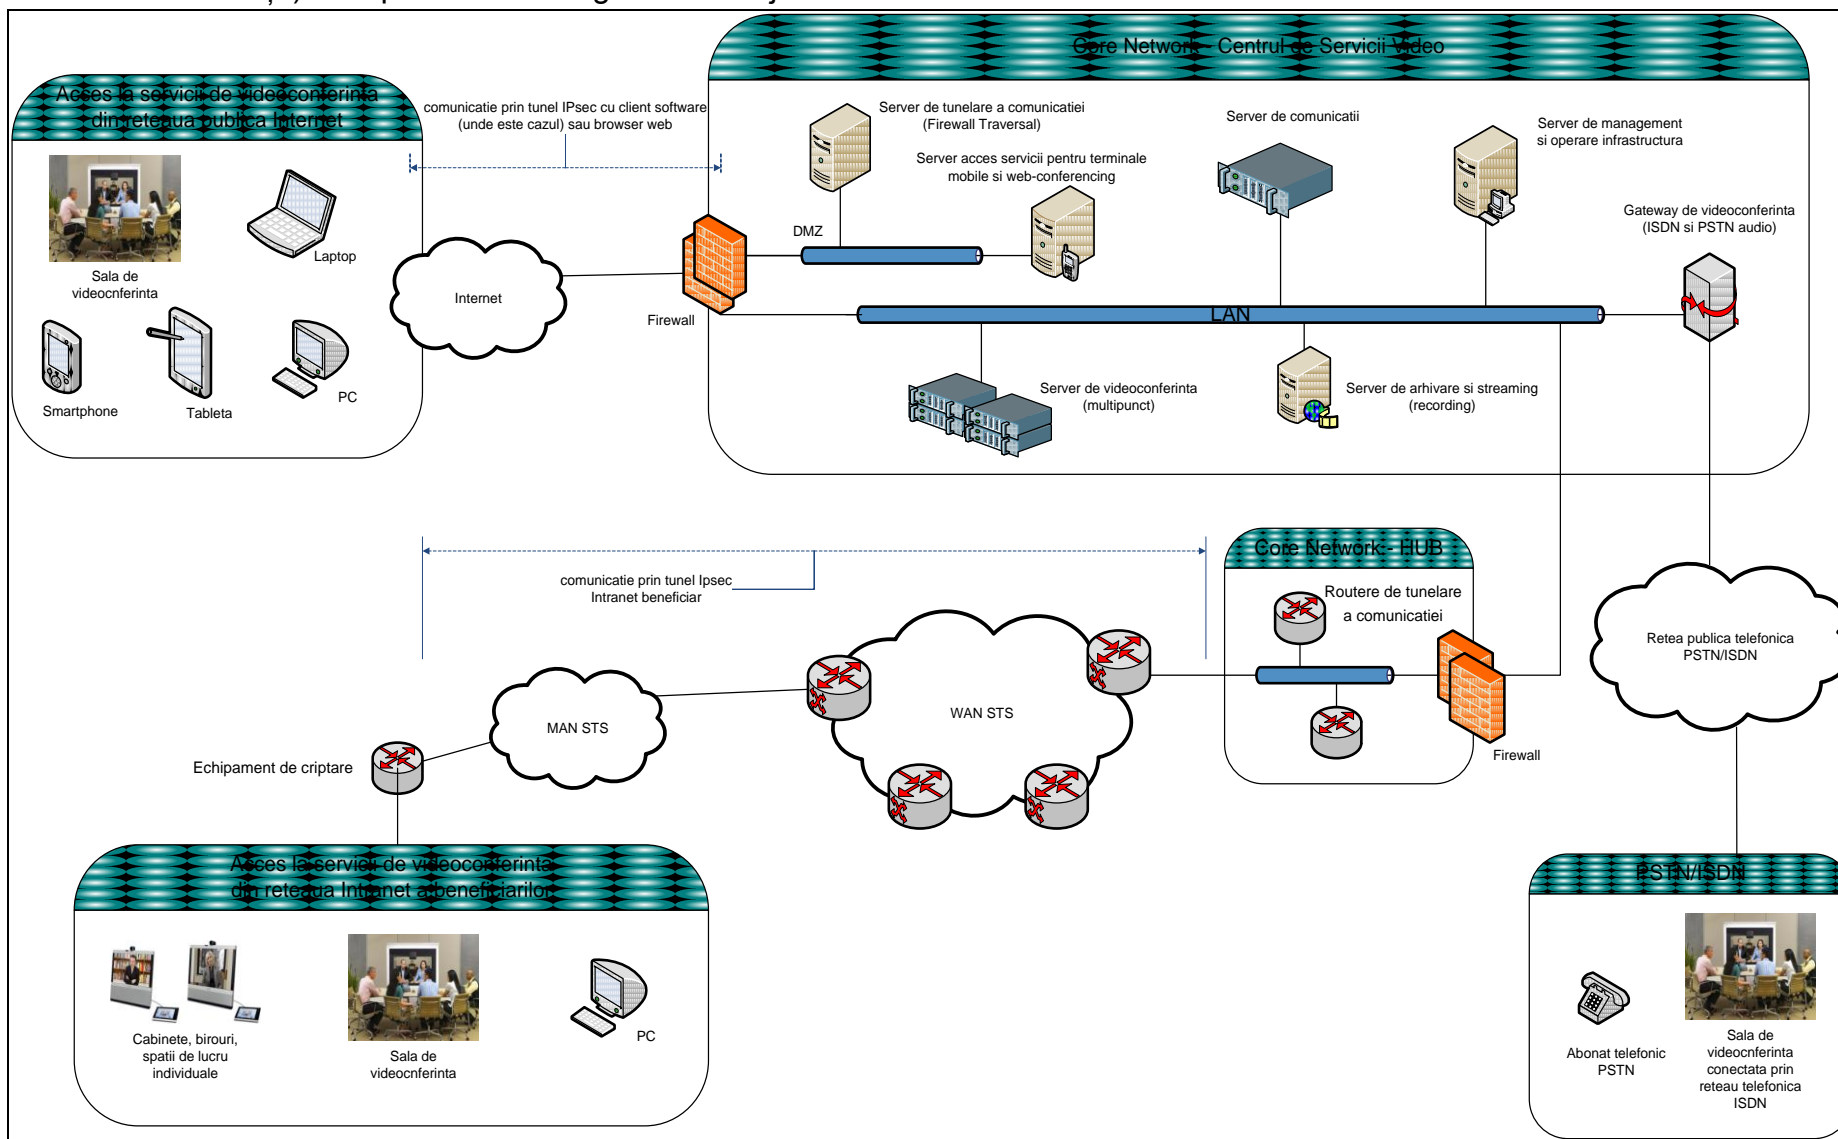 Core Network - Centrul de Servicii Video
Acces la servicii de videoconferinta
din reteaua publica Internet
comunicatie prin tunel IPsec cu client software
(unde este cazul) sau browser web
Server de tunelare a comunicatiei
(Firewall Traversal)
Server de comunicatii
Server de management
si operare infrastructura
Server acces servicii pentru terminale
mobile si web-conferencing
Gateway de videoconferinta
(ISDN si PSTN audio)
DMZ
Laptop
Sala de
videocnferinta
Internet
Firewall
LAN
Smartphone
Tableta
PC
Server de videoconferinta
(multipunct)
Server de arhivare si streaming
(recording)
Core Network - HUB
comunicatie prin tunel Ipsec
Intranet beneficiar
Routere de tunelare
a comunicatiei
Retea publica telefonica
PSTN/ISDN
MAN STS
WAN STS
Echipament de criptare
Firewall
Acces la servicii de videoconferinta
din reteaua Intranet a beneficiarilor
PSTN/ISDN
Cabinete, birouri,
spatii de lucru
individuale
Sala de
videocnferinta
PC
Abonat telefonic
PSTN
Sala de
videocnferinta
conectata prin
reteau telefonica
ISDN